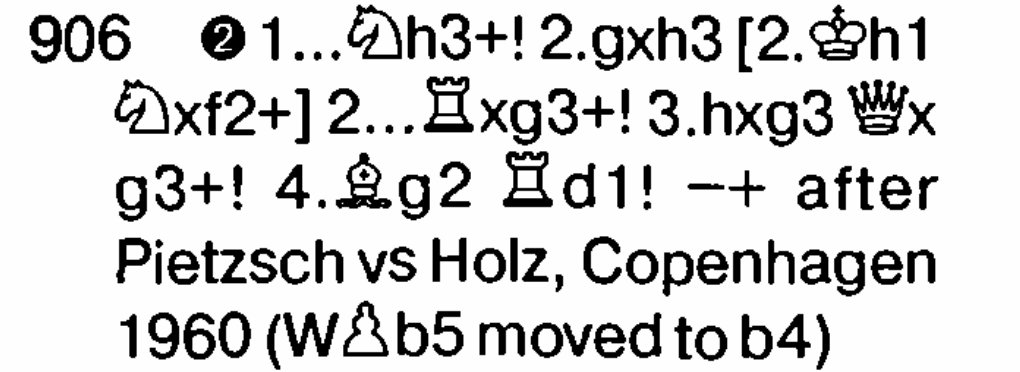 906 ❷ 1...♘h3+! 2.gxh3 [2.♔h1
♘xf2+] 2...♖xg3+! 3.hxg3 ♕x
g3+! 4.♗g2 ♖d1! −+ after
Pietzsch vs Holz, Copenhagen
1960 (W♙b5 moved to b4)